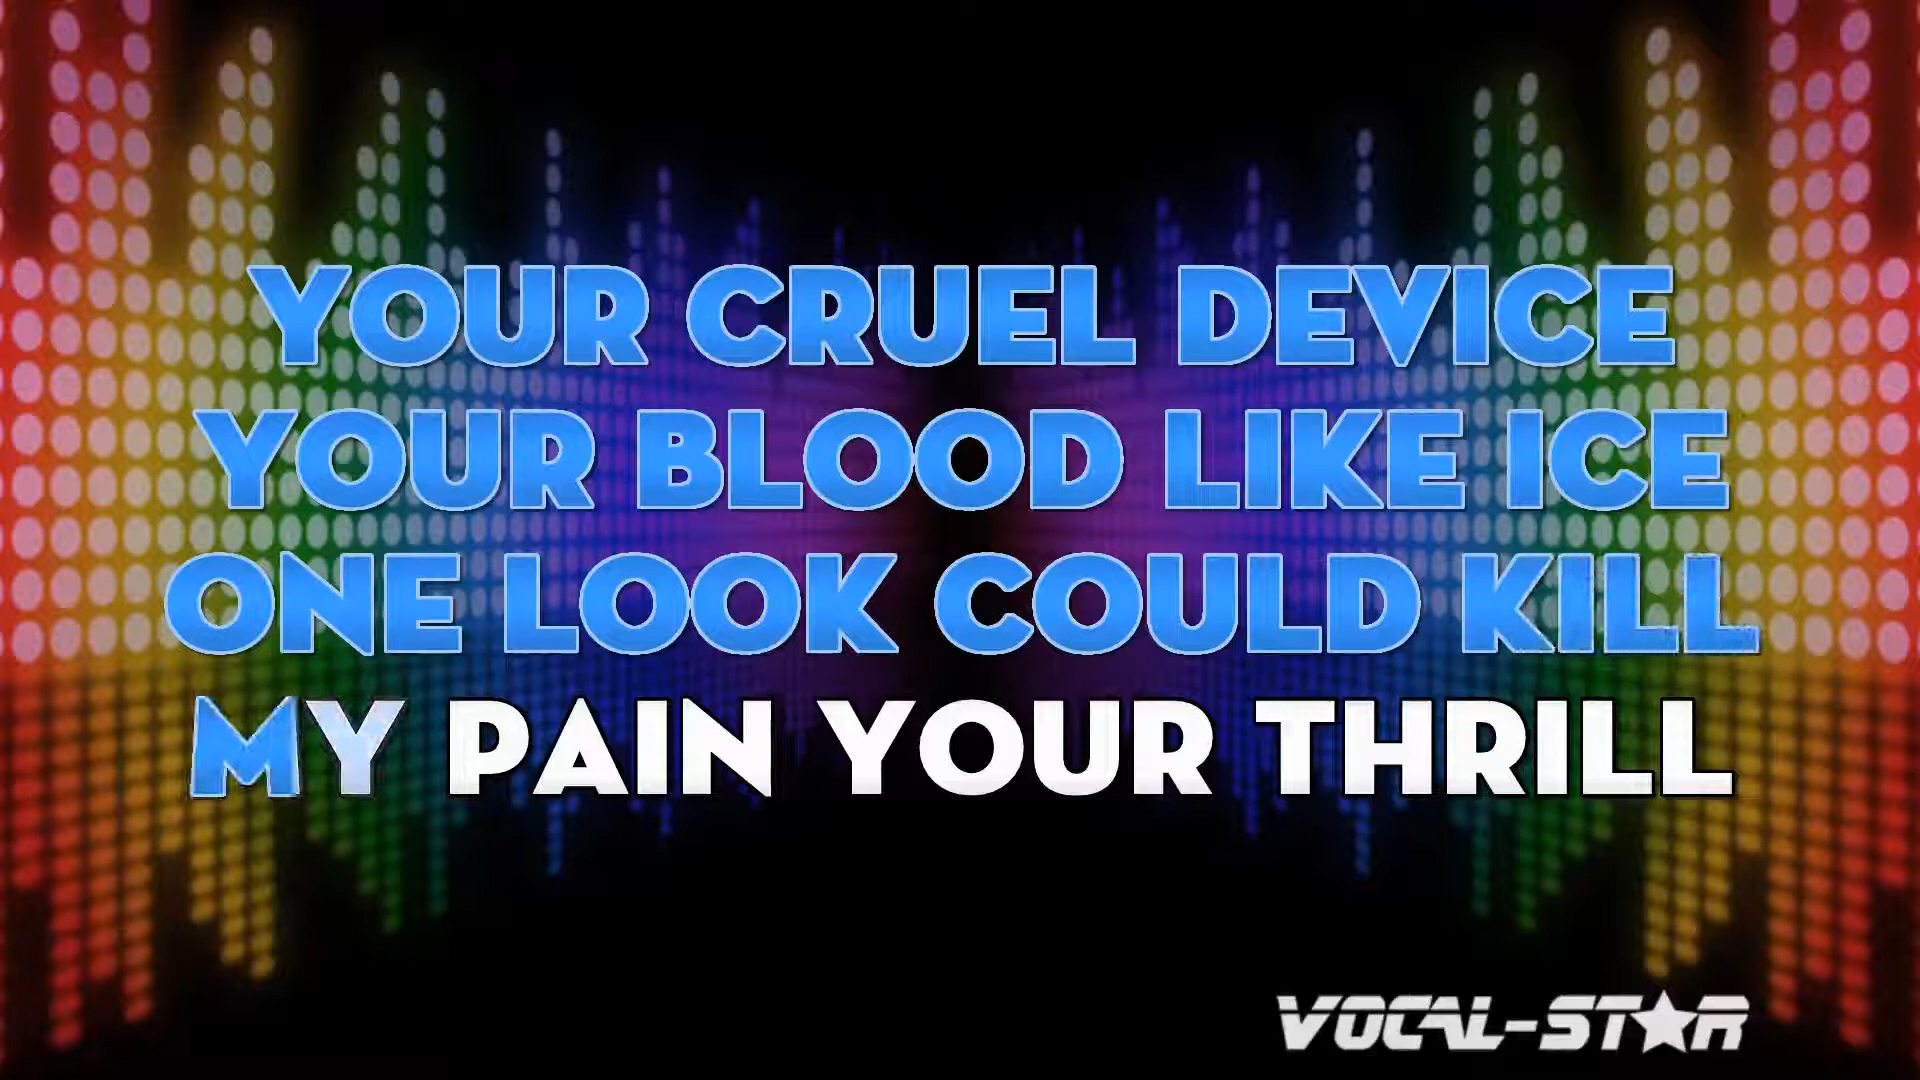 YOUR CRUEL DEVICE
YOUR BLOOD LIKE ICE
ONE LOOK COULD KILL
MY PAIN YOUR THRILL
VOCAL-STAR